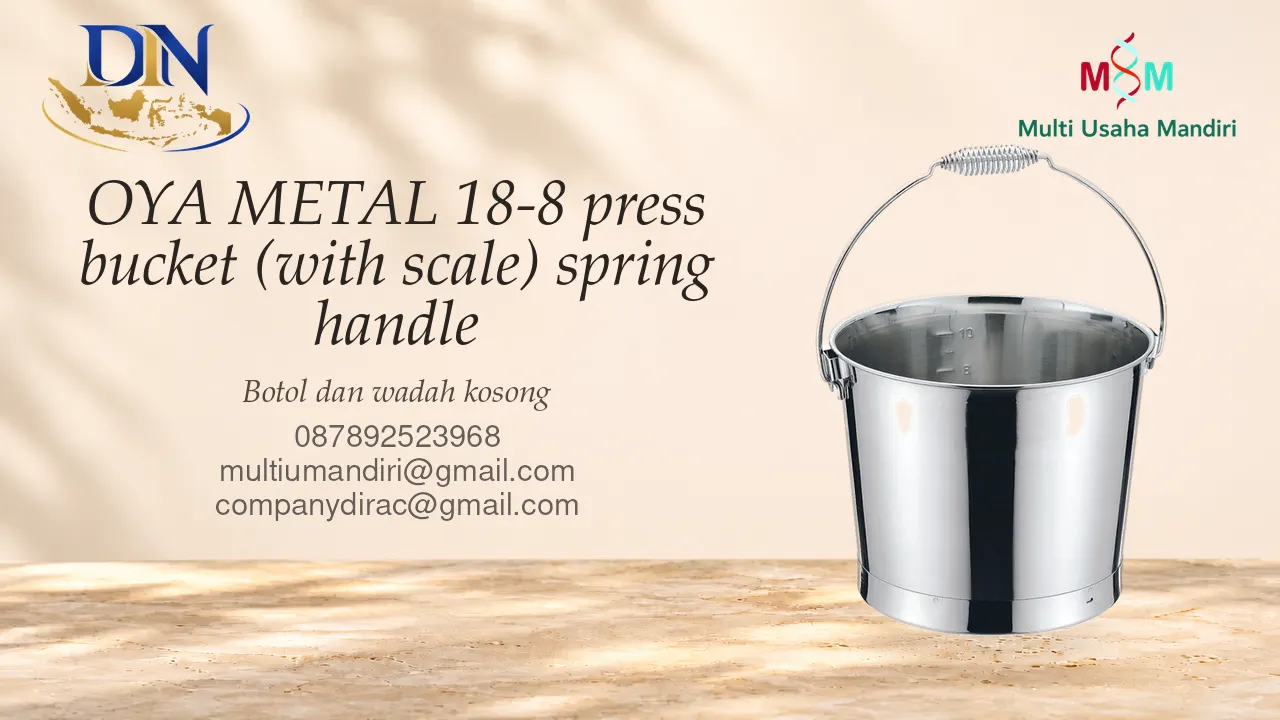 DIN
M M
Multi Usaha Mandiri
OYA METAL 18-8 press
bucket (with scale) spring
handle
Botol dan wadah kosong
087892523968
multiumandiri@gmail.com
companydirac@gmail.com
10
8